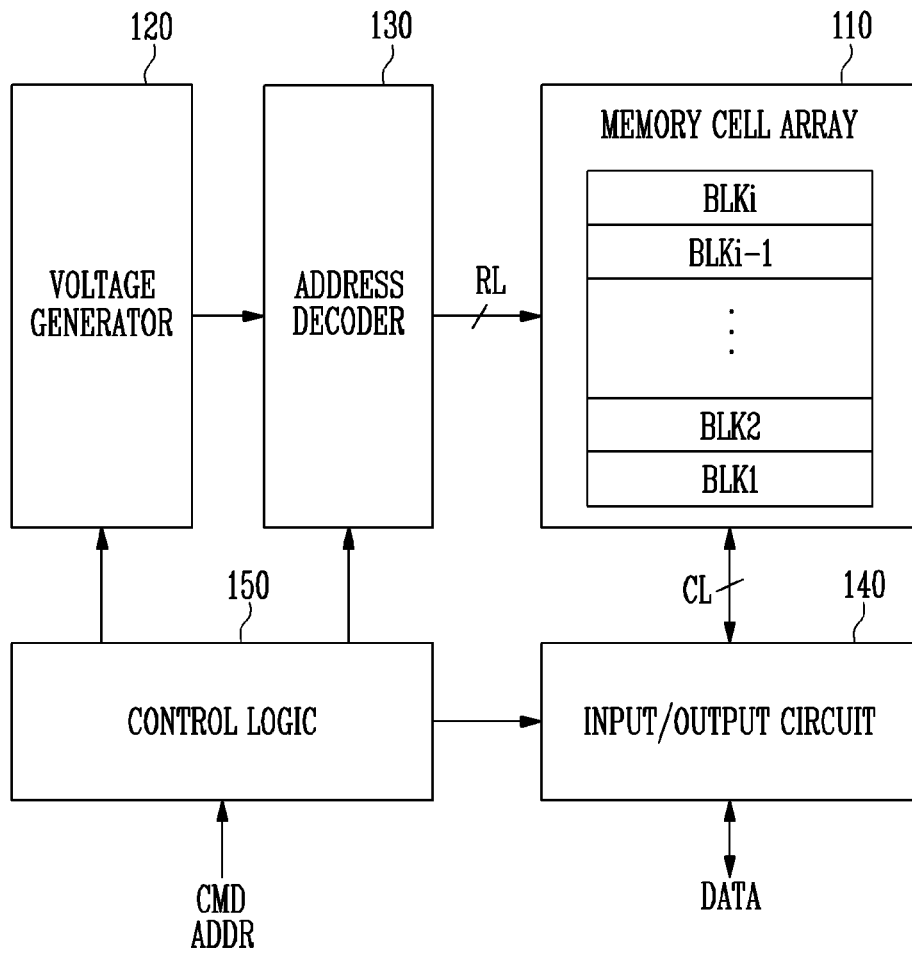 120
130
110
MEMORY CELL ARRAY
BLKi
BLKi-1
VOLTAGE
GENERATOR
ADDRESS
DECODER
RL
BLK2
BLK1
150
CL
140
CONTROL LOGIC
INPUT/OUTPUT CIRCUIT
CMD
ADDR
DATA